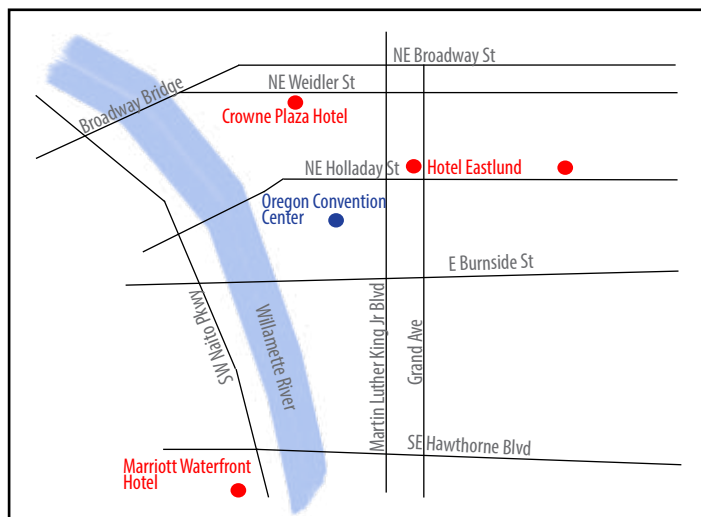 NE Broadway St
NE Weidler St
Broadway Bridge
Crowne Plaza Hotel
NE Holladay St
Hotel Eastlund
Oregon Convention
Center
E Burnside St
SW Naito Pkwy
Willamette River
Martin Luther King Jr Blvd
Grand Ave
SE Hawthorne Blvd
Marriott Waterfront
Hotel